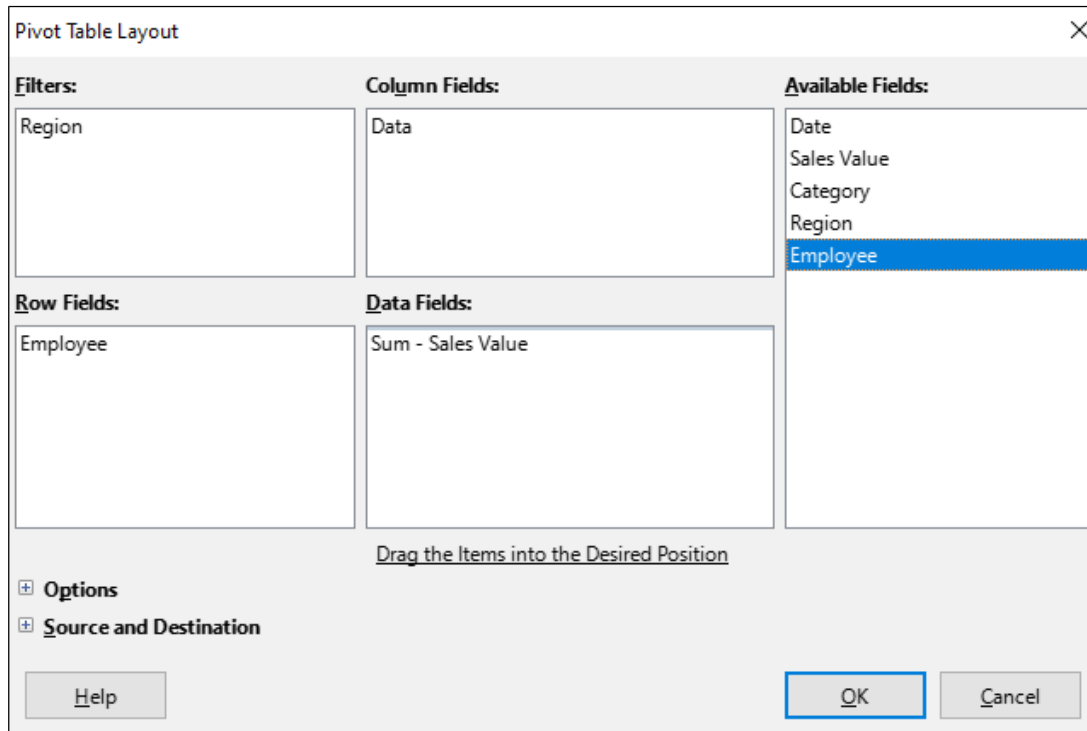 Pivot Table Layout
Filters:
Region
Column Fields:
Data
Available Fields:
Date
Sales Value
Category
Region
Employee
Row Fields:
Employee
Data Fields:
Sum - Sales Value
Drag the Items into the Desired Position
Options
Source and Destination
Help
OK
Cancel